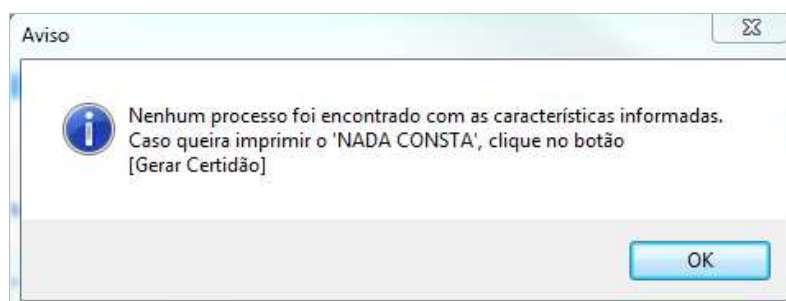 Aviso
Nenhum processo foi encontrado com as características informadas.
Caso queira imprimir o 'NADA CONSTA', clique no botão
[Gerar Certidão]
OK